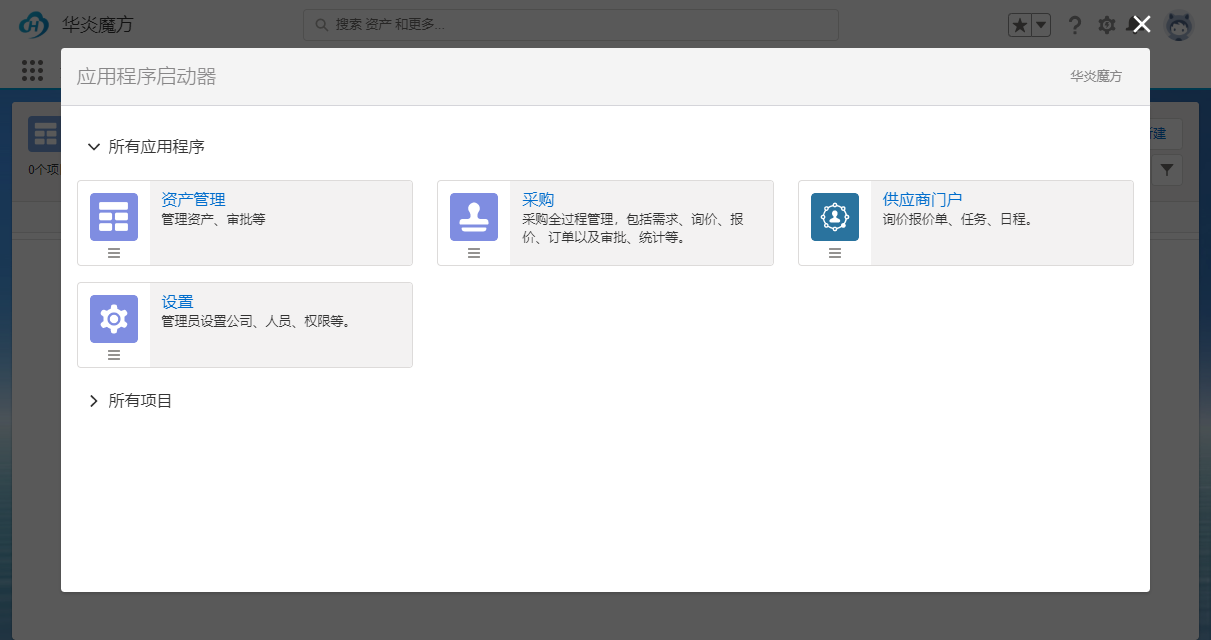 华炎魔方
搜索 资产 和更多...
应用程序启动器
华炎魔方
建
0个项
所有应用程序
资产管理
管理资产、审批等
采购
采购全过程管理，包括需求、询价、报
价、订单以及审批、统计等。
供应商门户
询价报价单、任务、日程。
设置
管理员设置公司、人员、权限等。
所有项目